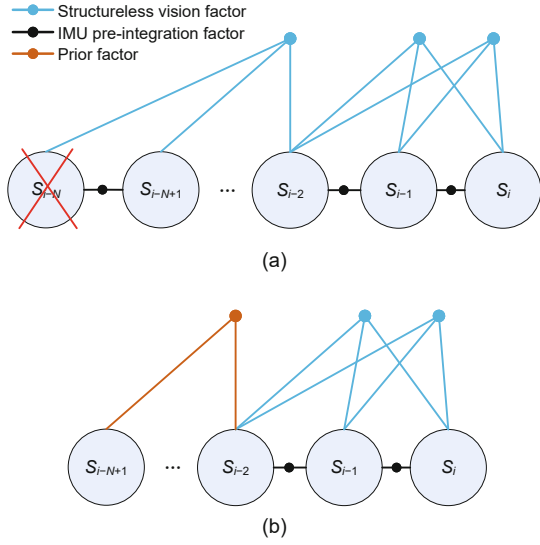 Structureless vision factor
IMU pre-integration factor
Prior factor
S_{i−N} S_{i−N+1} ... S_{i−2} S_{i−1} S_i
(a)
S_{i−N+1} ... S_{i−2} S_{i−1} S_i
(b)